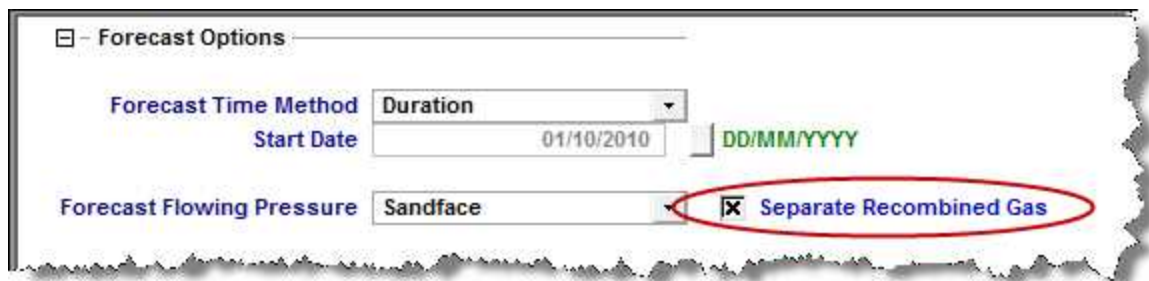 Forecast Options
Forecast Time Method Duration
Start Date 01/10/2010 DD/MM/YYYY
Forecast Flowing Pressure Sandface Separate Recombined Gas